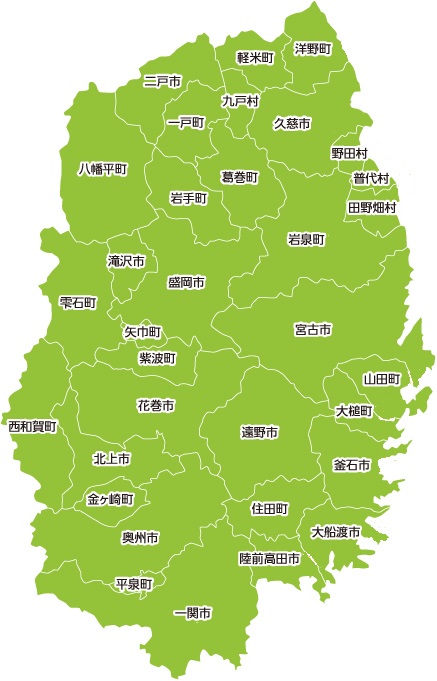 洋野町
軽米町
二戸市
九戸村
一戸町
久慈市
野田村
八幡平町
葛巻町
普代村
岩手町
田野畑村
岩泉町
滝沢市
盛岡市
雫石町
矢巾町
宮古市
紫波町
山田町
花巻市
大槌町
西和賀町
遠野市
北上市
釜石市
金ヶ崎町
住田町
大船渡市
奥州市
陸前高田市
平泉町
一関市